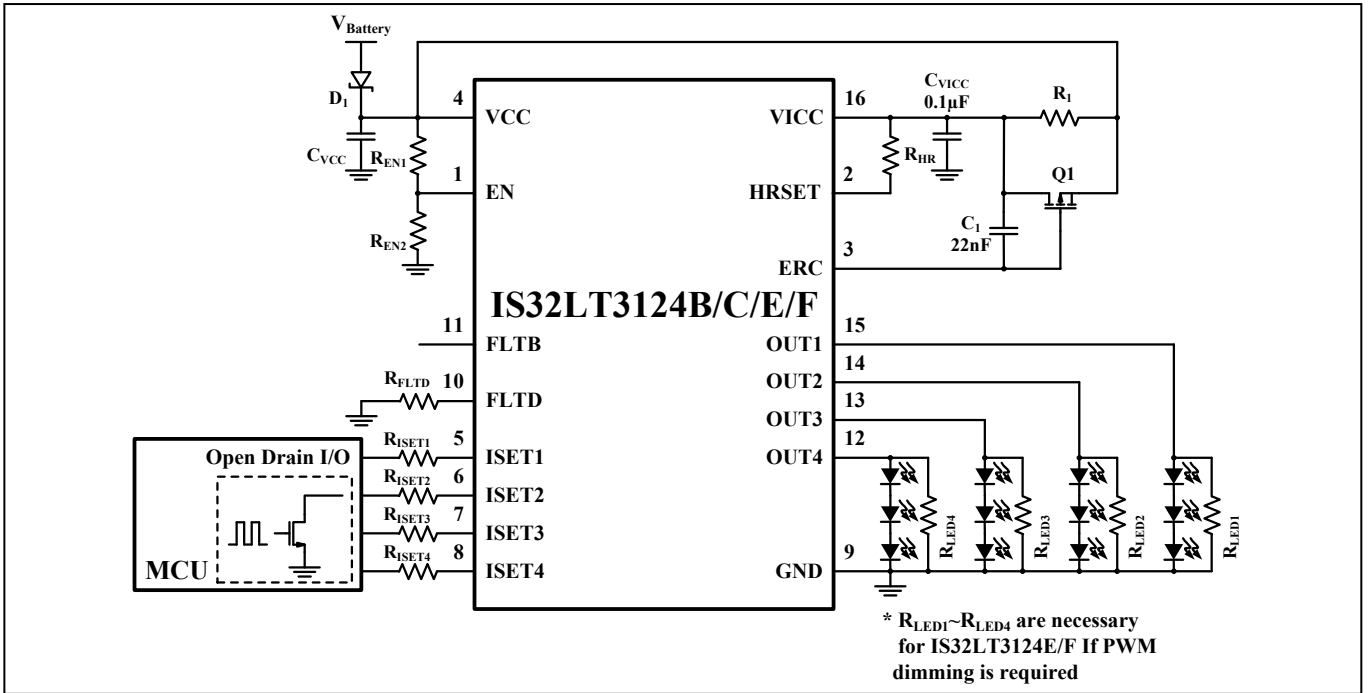 VBattery
D1
CVCC
REN1
REN2
4
VCC
1
EN
11
FLTB
RFLTD
10
FLTD
RISET1
5
ISET1
RISET2
6
ISET2
RISET3
7
ISET3
RISET4
8
ISET4
Open Drain I/O
MCU
IS32LT3124B/C/E/F
16
VICC
CVICC
0.1µF
R1
RHR
2
HRSET
Q1
C1
22nF
3
ERC
15
OUT1
14
OUT2
13
OUT3
12
OUT4
RLED4
RLED3
RLED2
RLED1
9
GND
* RLED1~RLED4 are necessary
for IS32LT3124E/F If PWM
dimming is required